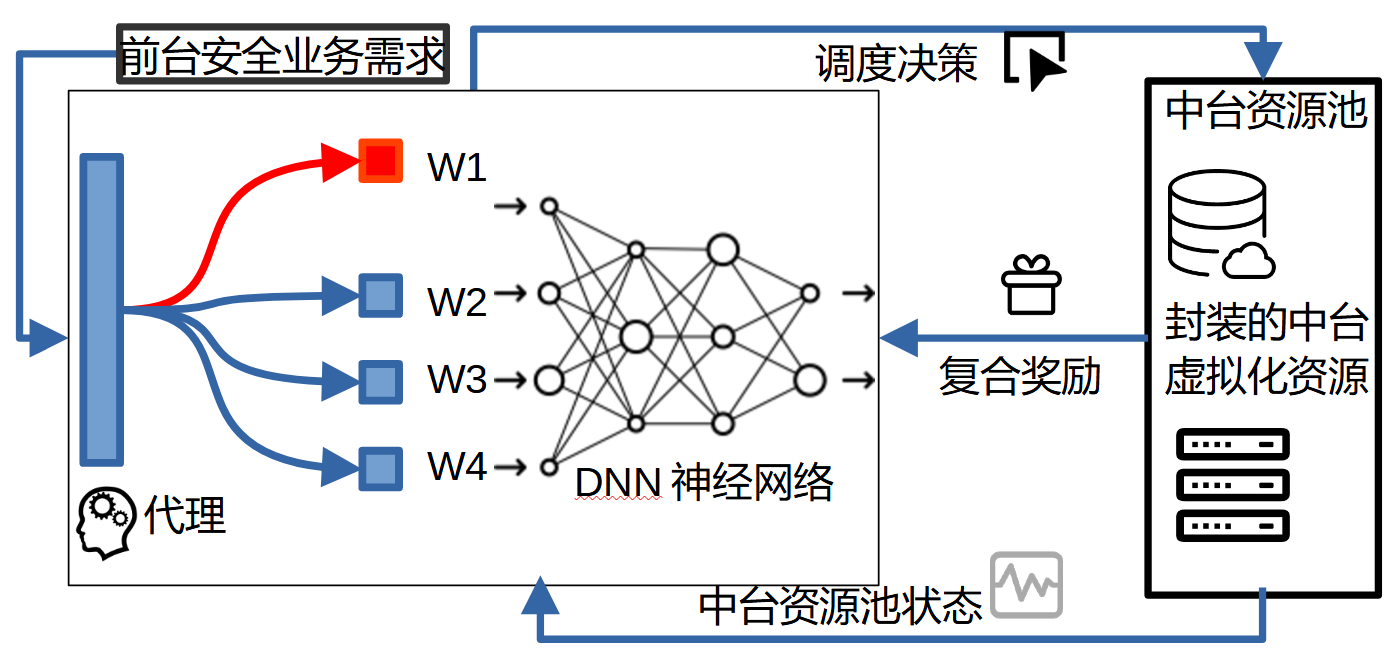 前台安全业务需求
调度决策
中台资源池
W1
W2
W3
W4
DNN 神经网络
代理
复合奖励
封装的中台
虚拟化资源
中台资源池状态